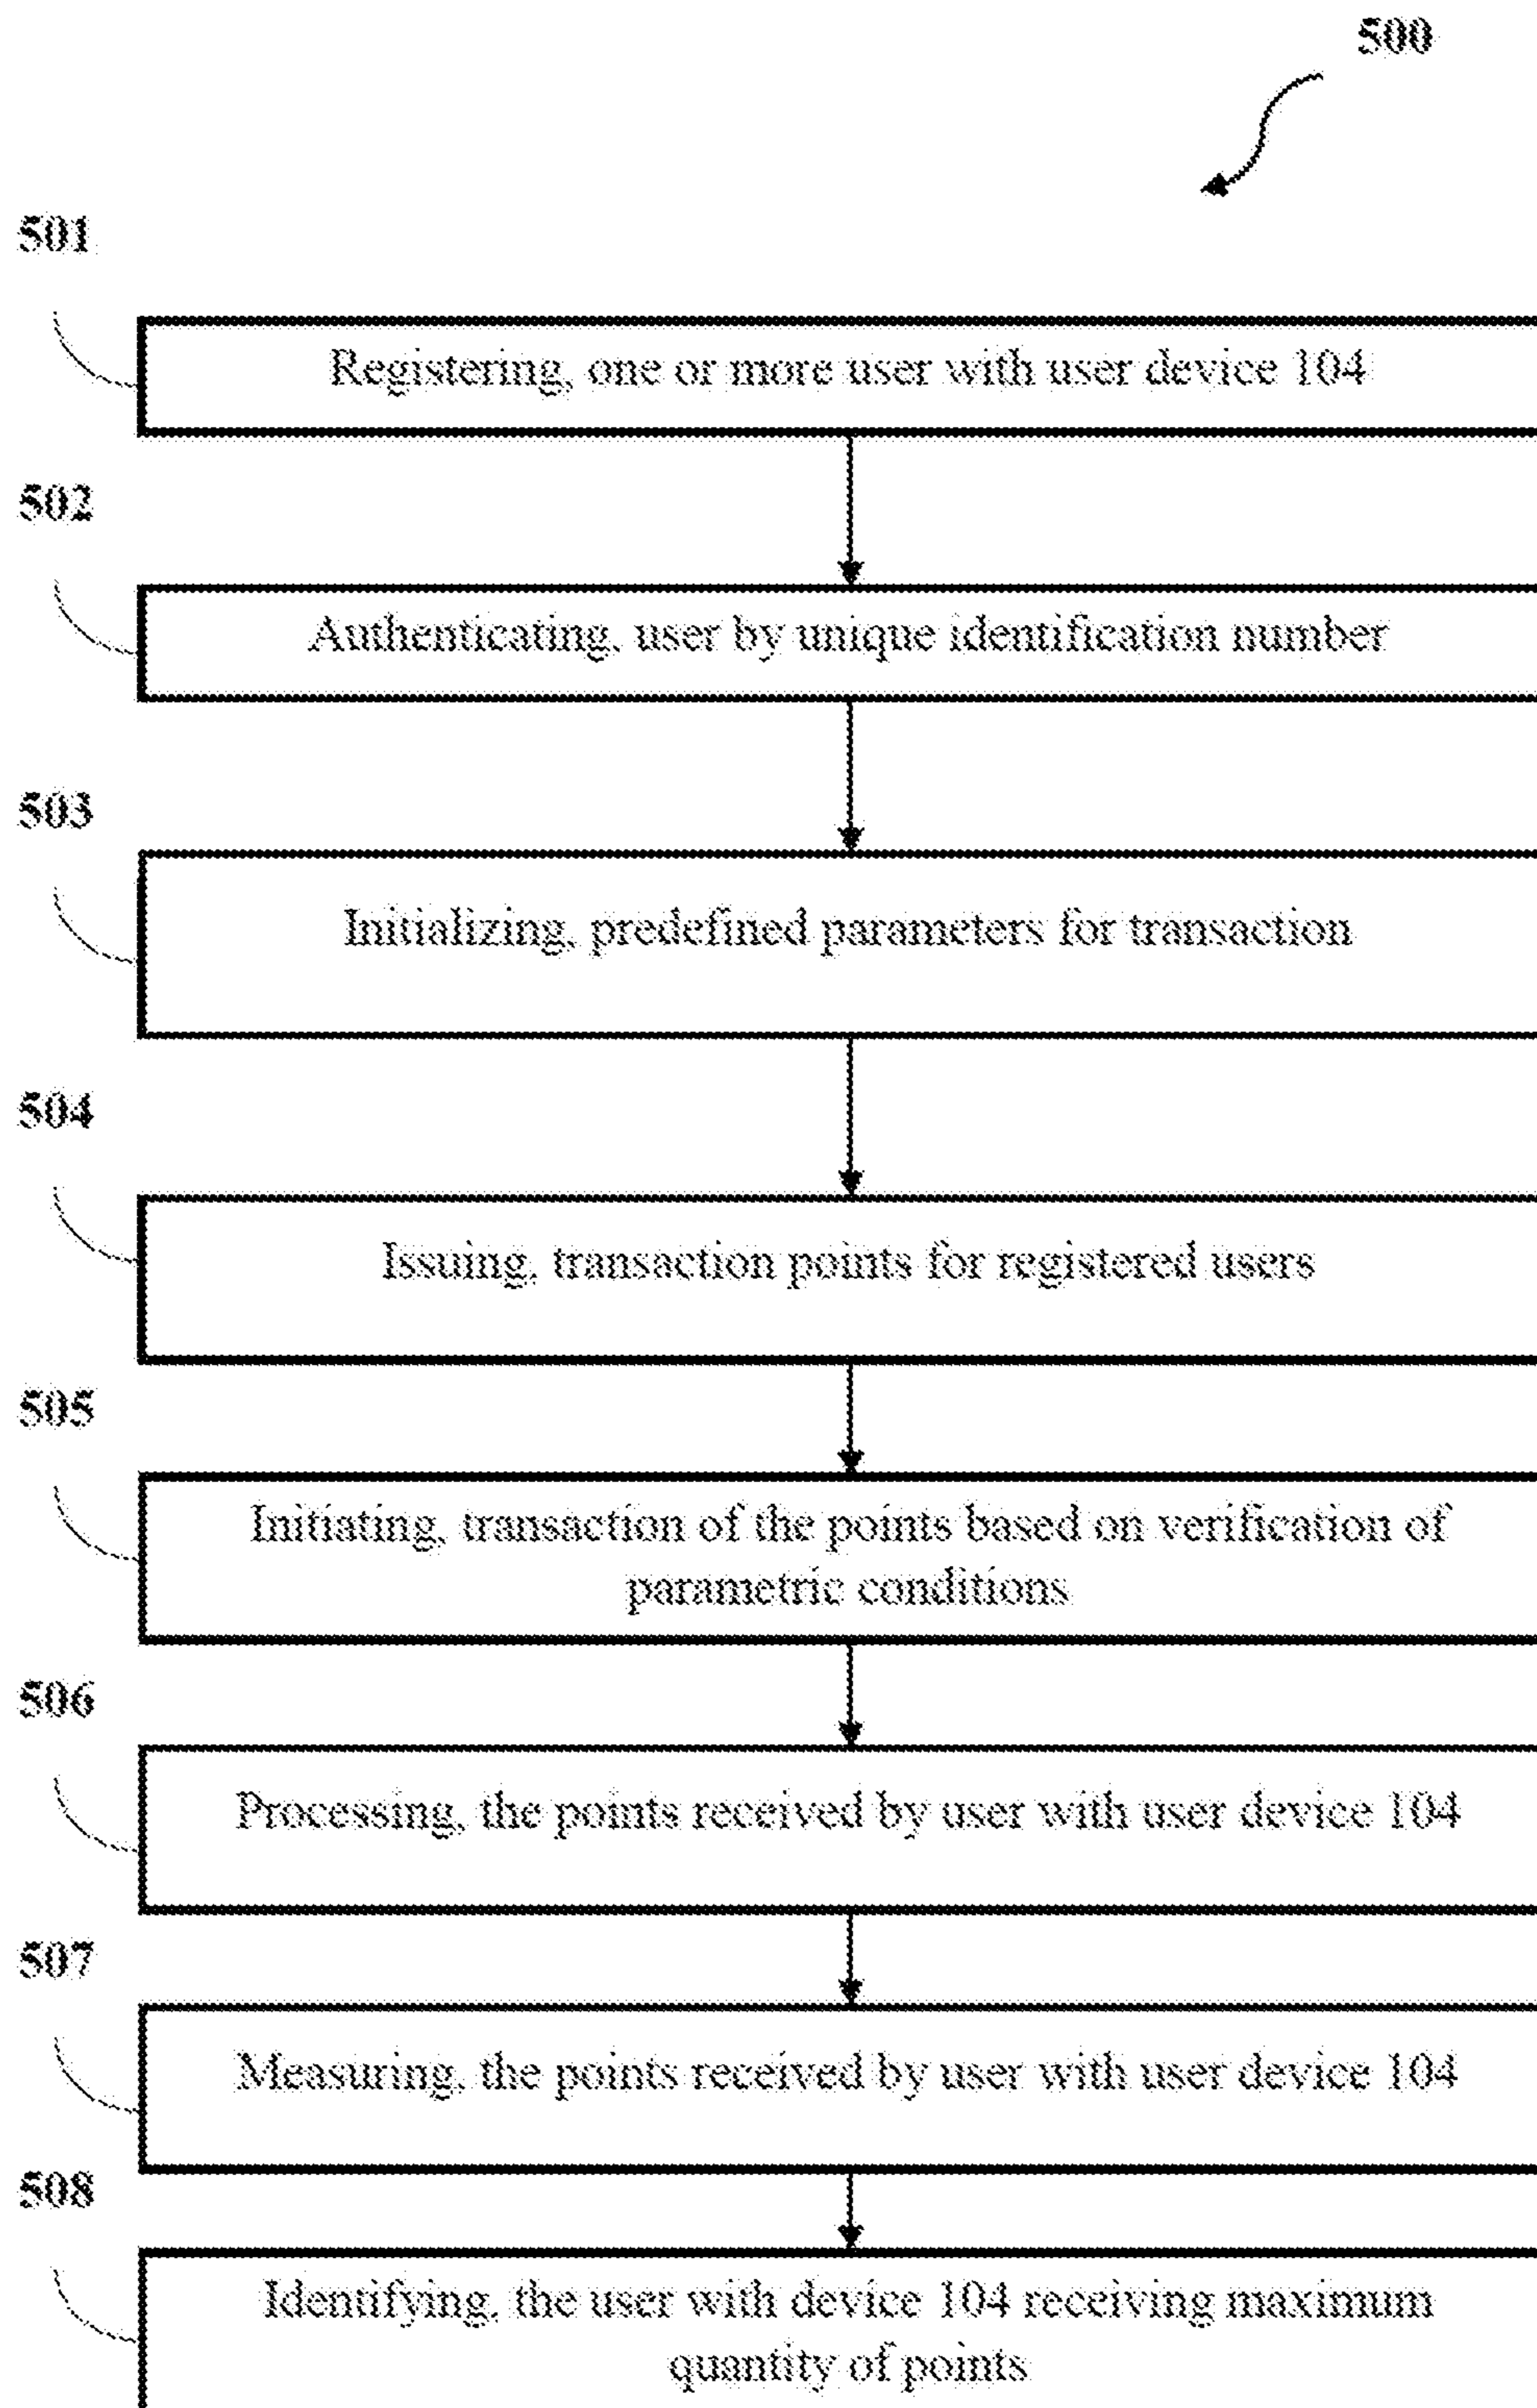 500
501
Registering, one or more user with user device 104
502
Authenticating, user by unique identification number
503
Initializing, predefined parameters for transaction
504
Issuing, transaction points for registered users
505
Initiating, transaction of the points based on verification of
parametric conditions
506
Processing, the points received by user with user device 104
507
Measuring, the points received by user with user device 104
508
Identifying, the user with device 104 receiving maximum
quantity of points